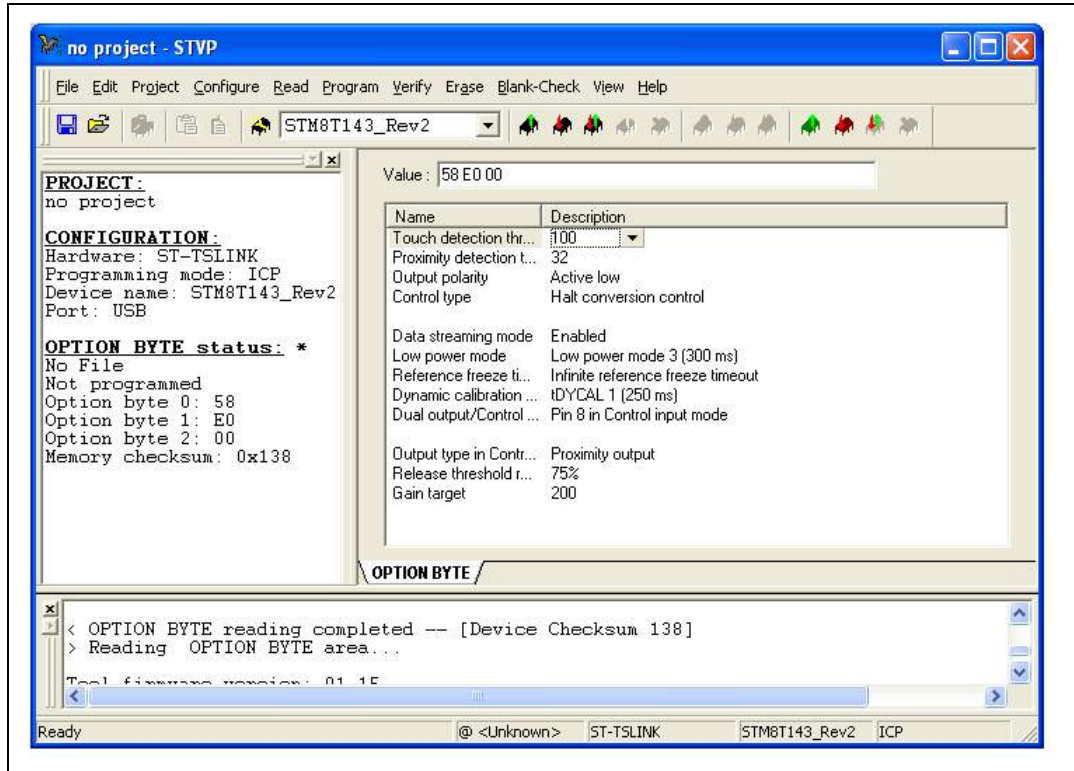 no project - STVP
File Edit Project Configure Read Program Verify Erase Blank-Check View Help
STM8T143_Rev2
PROJECT:
no project
CONFIGURATION:
Hardware: ST-TSLINK
Programming mode: ICP
Device name: STM8T143_Rev2
Port: USB
OPTION BYTE status: *
No File
Not programmed
Option byte 0: 58
Option byte 1: E0
Option byte 2: 00
Memory checksum: 0x138
Value : 58 E0 00
Name Description
Touch detection thr... 100
Proximity detection t... 32
Output polarity Active low
Control type Halt conversion control
Data streaming mode Enabled
Low power mode Low power mode 3 (300 ms)
Reference freeze ti... Infinite reference freeze timeout
Dynamic calibration ... tDYCAL 1 (250 ms)
Dual output/Control ... Pin 8 in Control input mode
Output type in Contr... Proximity output
Release threshold r... 75%
Gain target 200
OPTION BYTE
< OPTION BYTE reading completed -- [Device Checksum 138]
> Reading OPTION BYTE area...
Tool firmware version: 01.15
Ready @ <Unknown> ST-TSLINK STM8T143_Rev2 ICP